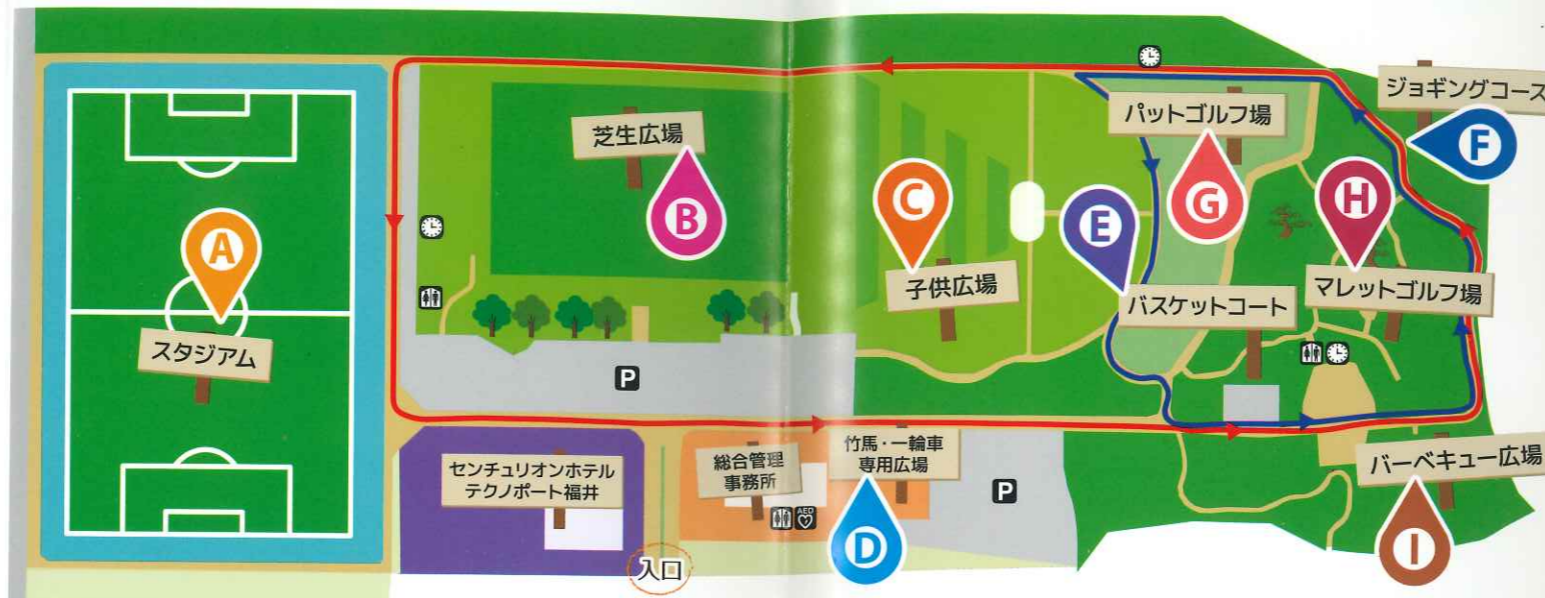 ジョギングコース
F
パットゴルフ場
G
芝生広場
B
C
子供広場
E
バスケットコート
H
マレットゴルフ場
A
スタジアム
P
センチュリオンホテル
テクノポート福井
総合管理
事務所
AED
竹馬・一輪車
専用広場
D
P
バーベキュー広場
I
入口